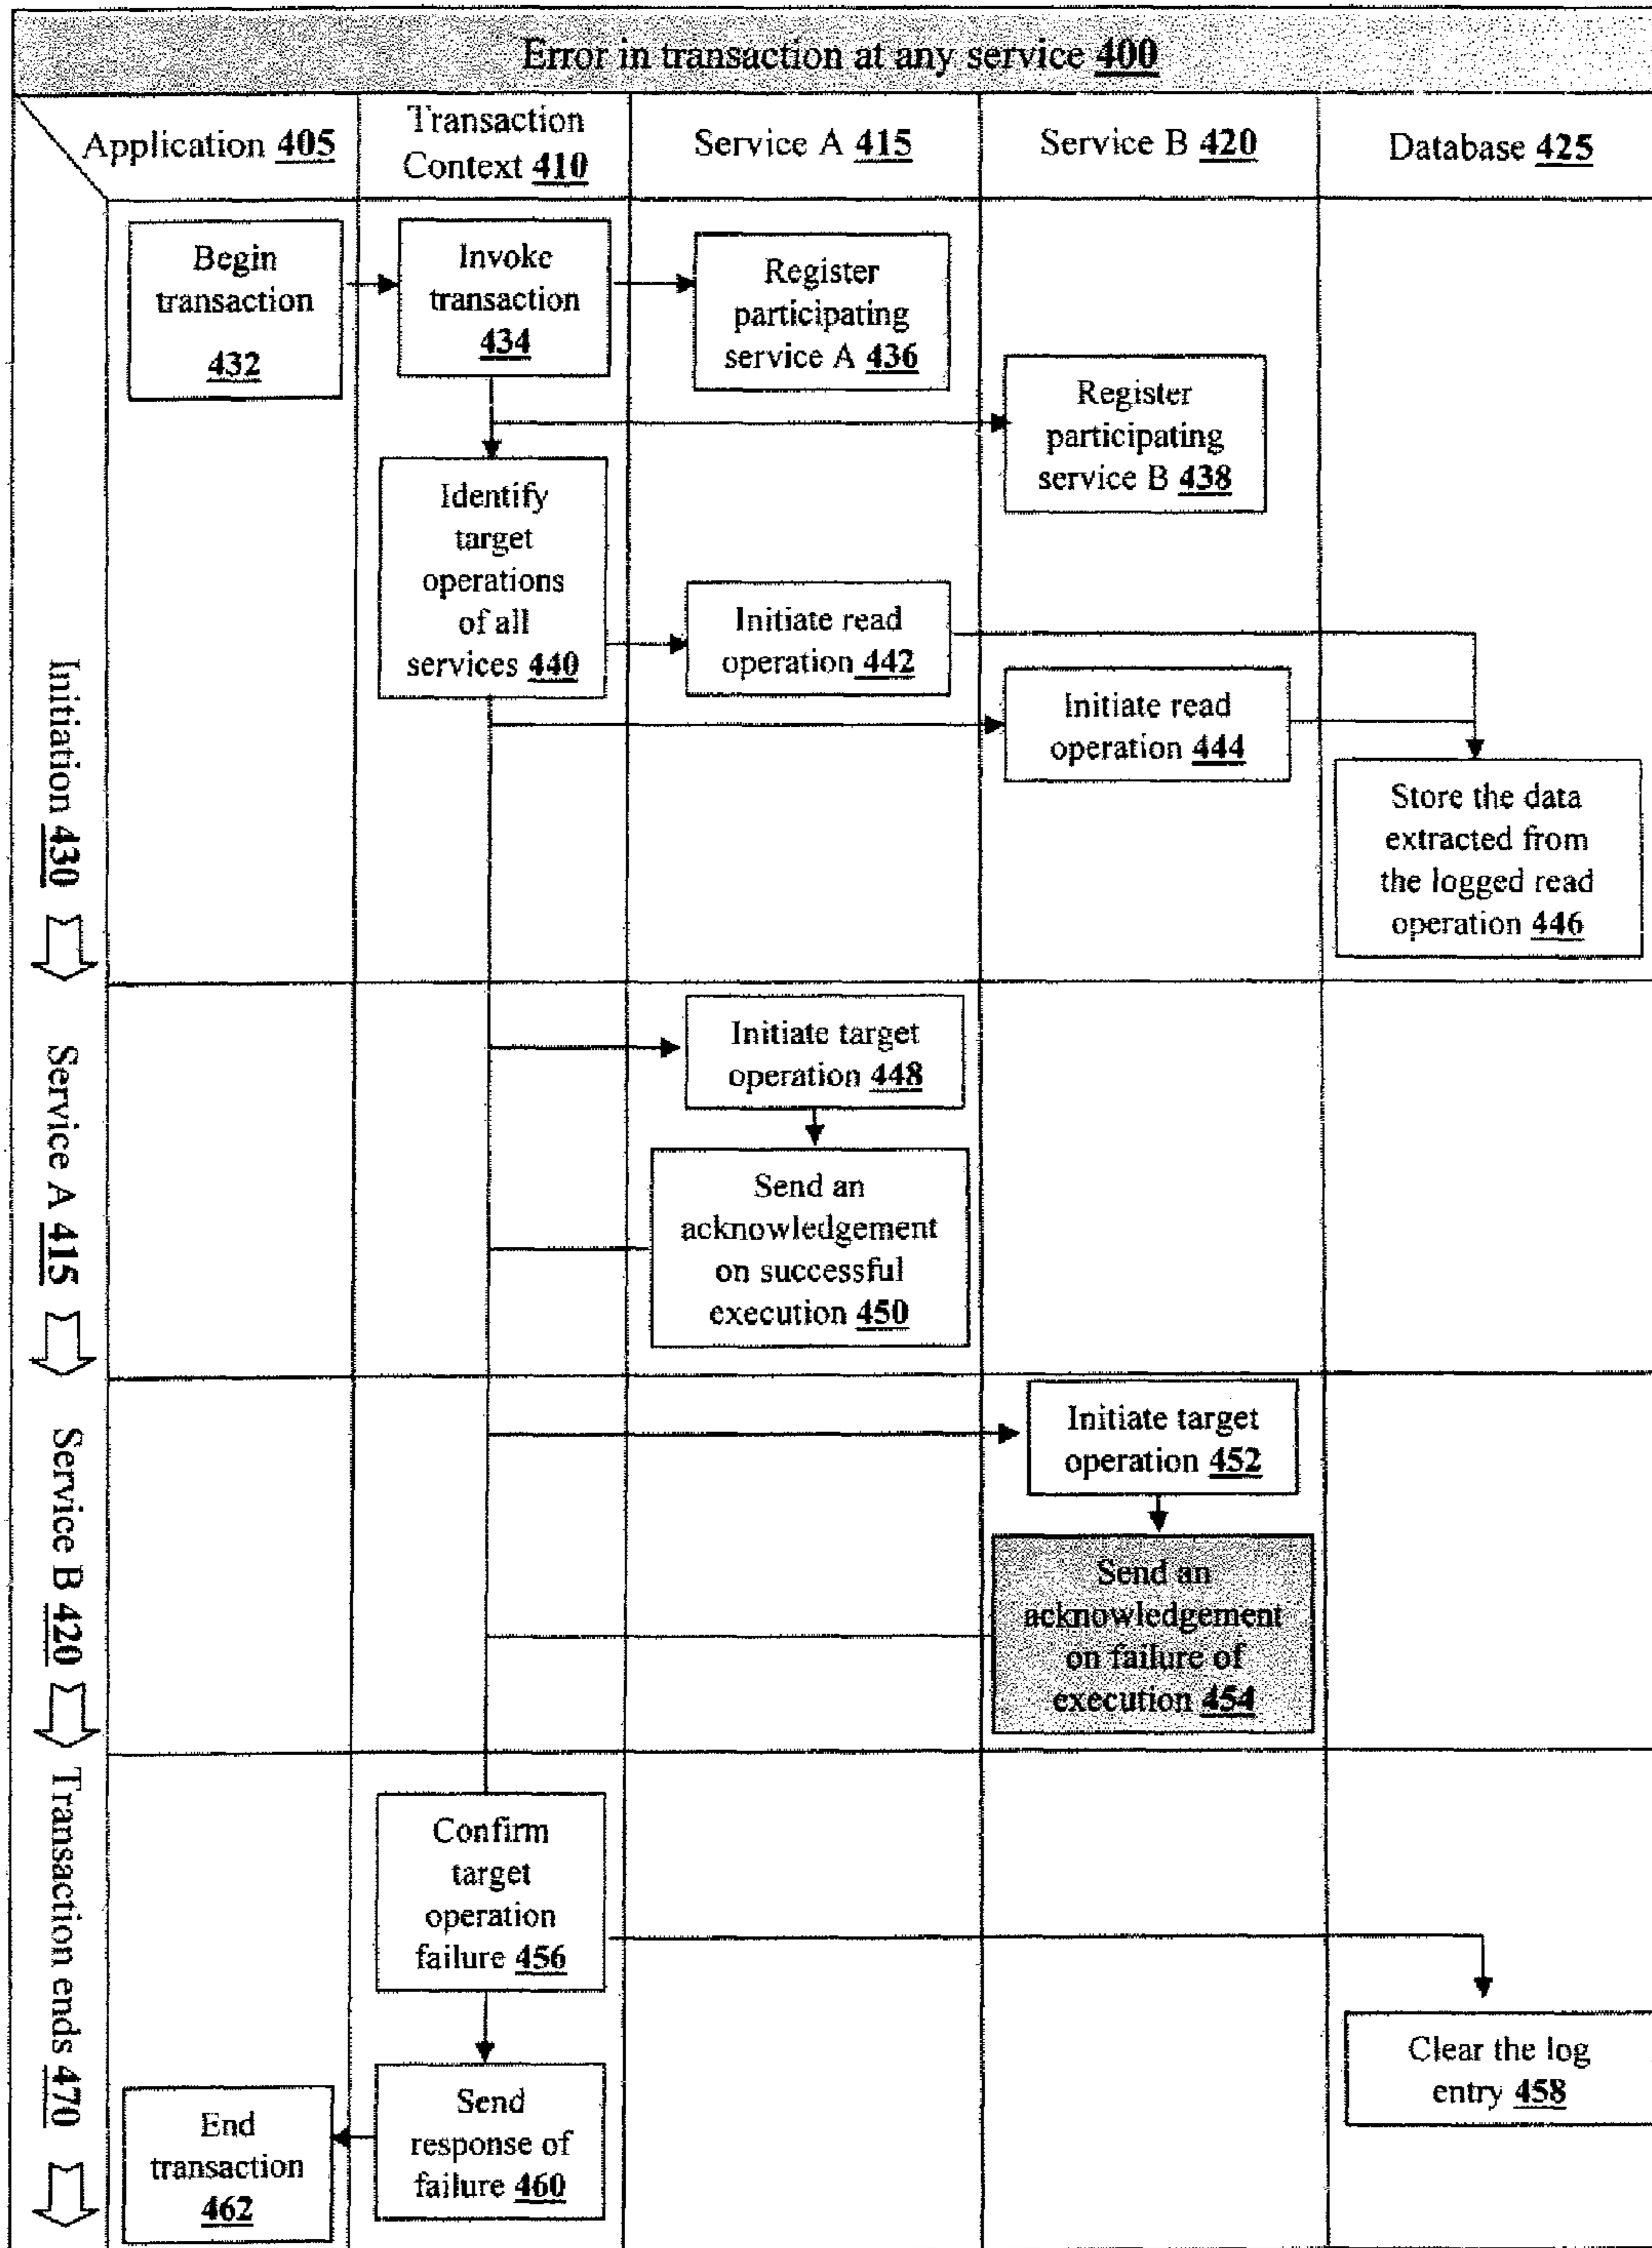 Error in transaction at any service 400
Application 405
Transaction
Context 410
Service A 415
Service B 420
Database 425
Initiation 430
Begin
transaction
432
Invoke
transaction
434
Register
participating
service A 436
Register
participating
service B 438
Identify
target
operations
of all
services 440
Initiate read
operation 442
Initiate read
operation 444
Store the data
extracted from
the logged read
operation 446
Service A 415
Initiate target
operation 448
Send an
acknowledgement
on successful
execution 450
Service B 420
Initiate target
operation 452
Send an
acknowledgement
on failure of
execution 454
Transaction ends 470
Confirm
target
operation
failure 456
Clear the log
entry 458
Send
response of
failure 460
End
transaction
462